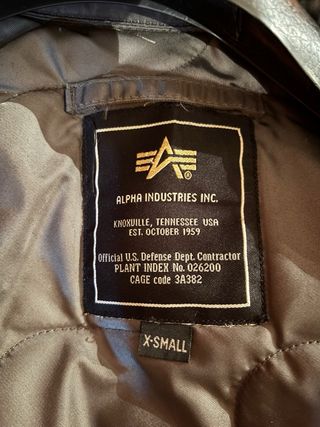 ALPHA INDUSTRIES INC.
KNOXVILLE, TENNESSEE USA
EST. OCTOBER 1959
Official U.S. Defense Dept. Contractor
PLANT INDEX No. 026200
CAGE code 3A382
X-SMALL